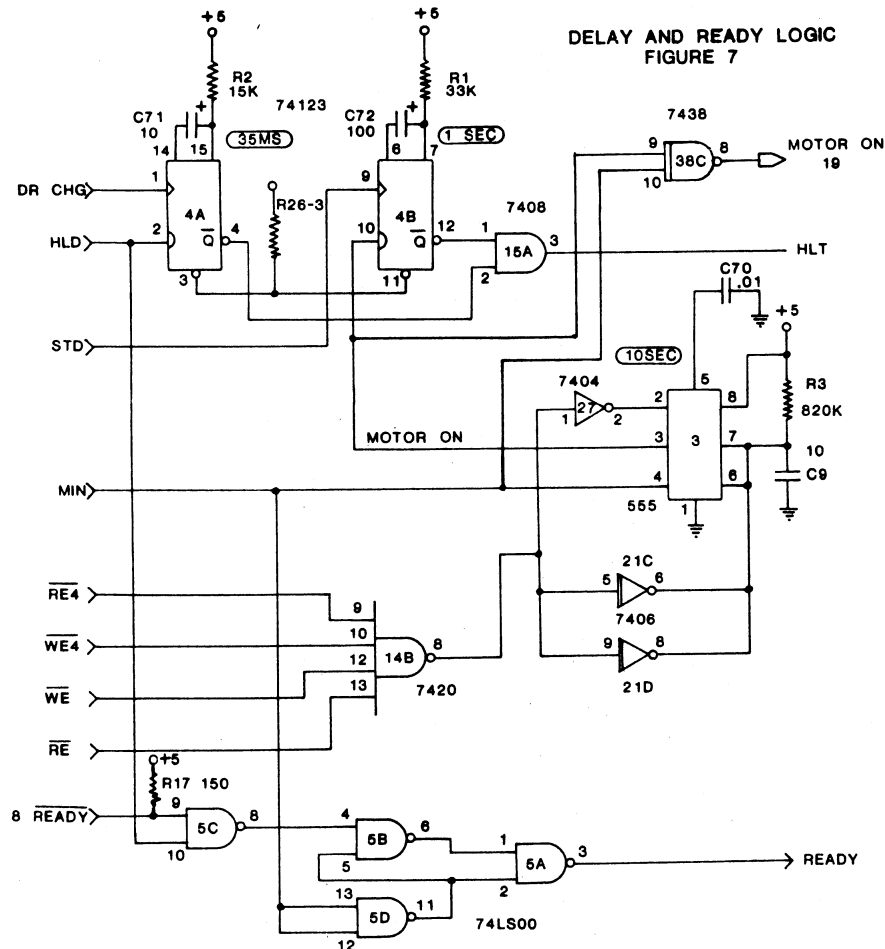 DELAY AND READY LOGIC
FIGURE 7
+5
R2
15K
C71
10
+
14
15
35MS
74123
+5
R1
33K
C72
100
+
6
7
1 SEC
7438
9
10
38C
8
MOTOR ON
19
DR CHG
1
4A
HLD
2
Q̅
4
3
R26-3
9
4B
10
Q̅
12
11
7408
1
2
15A
3
HLT
STD
C70
.01
+5
10SEC
7404
1
27
2
2
5
8
3
3
7
4
6
555
1
R3
820K
10
C9
MOTOR ON
MIN
21C
5
6
7406
9
8
21D
R̅E̅4̅
W̅E̅4̅
W̅E̅
R̅E̅
9
10
12
13
14B
8
7420
+5
R17 150
8 R̅E̅A̅D̅Y̅
9
10
5C
8
4
5
5B
6
1
2
5A
3
READY
13
12
5D
11
74LS00